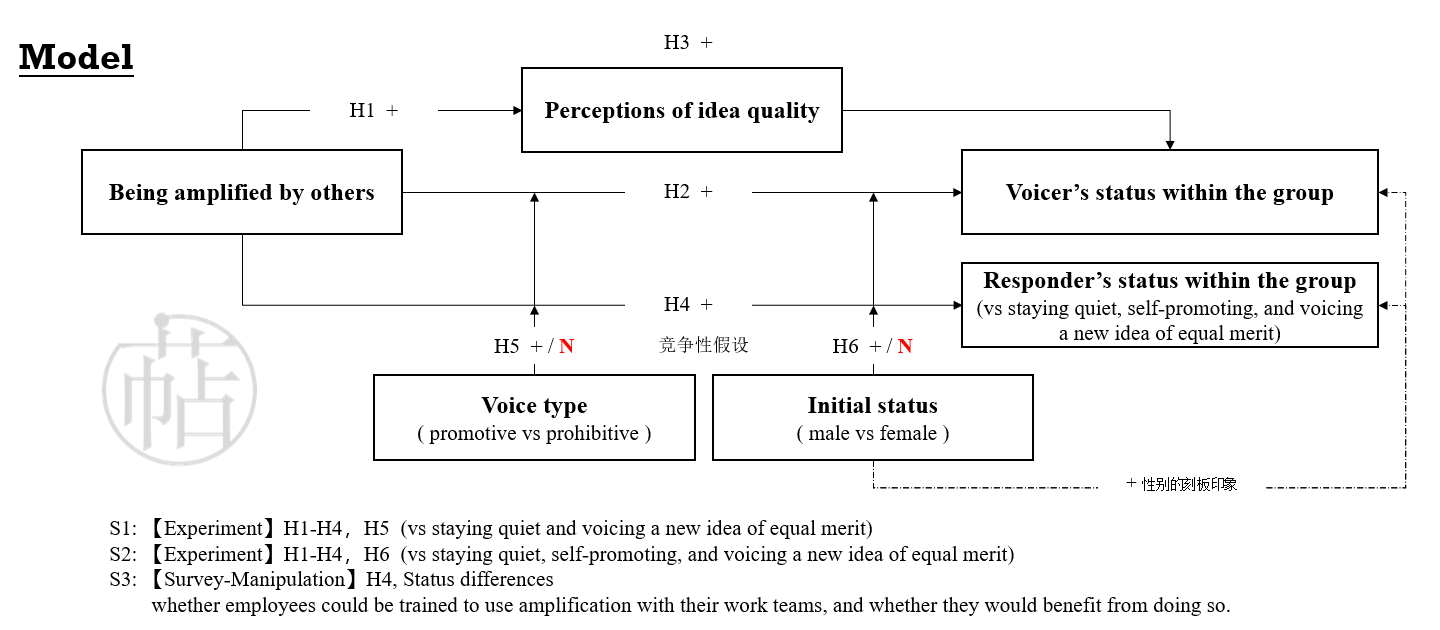 Model
H3 +
H1 +
Perceptions of idea quality
Being amplified by others
H2 +
Voicer's status within the group
H4 +
Responder's status within the group
(vs staying quiet, self-promoting, and voicing
a new idea of equal merit)
H5 + / N
竞争性假设
H6 + / N
Voice type
( promotive vs prohibitive )
Initial status
( male vs female )
帖
+ 性别的刻板印象
S1: 【Experiment】H1-H4，H5 (vs staying quiet and voicing a new idea of equal merit)
S2: 【Experiment】H1-H4，H6 (vs staying quiet, self-promoting, and voicing a new idea of equal merit)
S3: 【Survey-Manipulation】H4, Status differences
whether employees could be trained to use amplification with their work teams, and whether they would benefit from doing so.